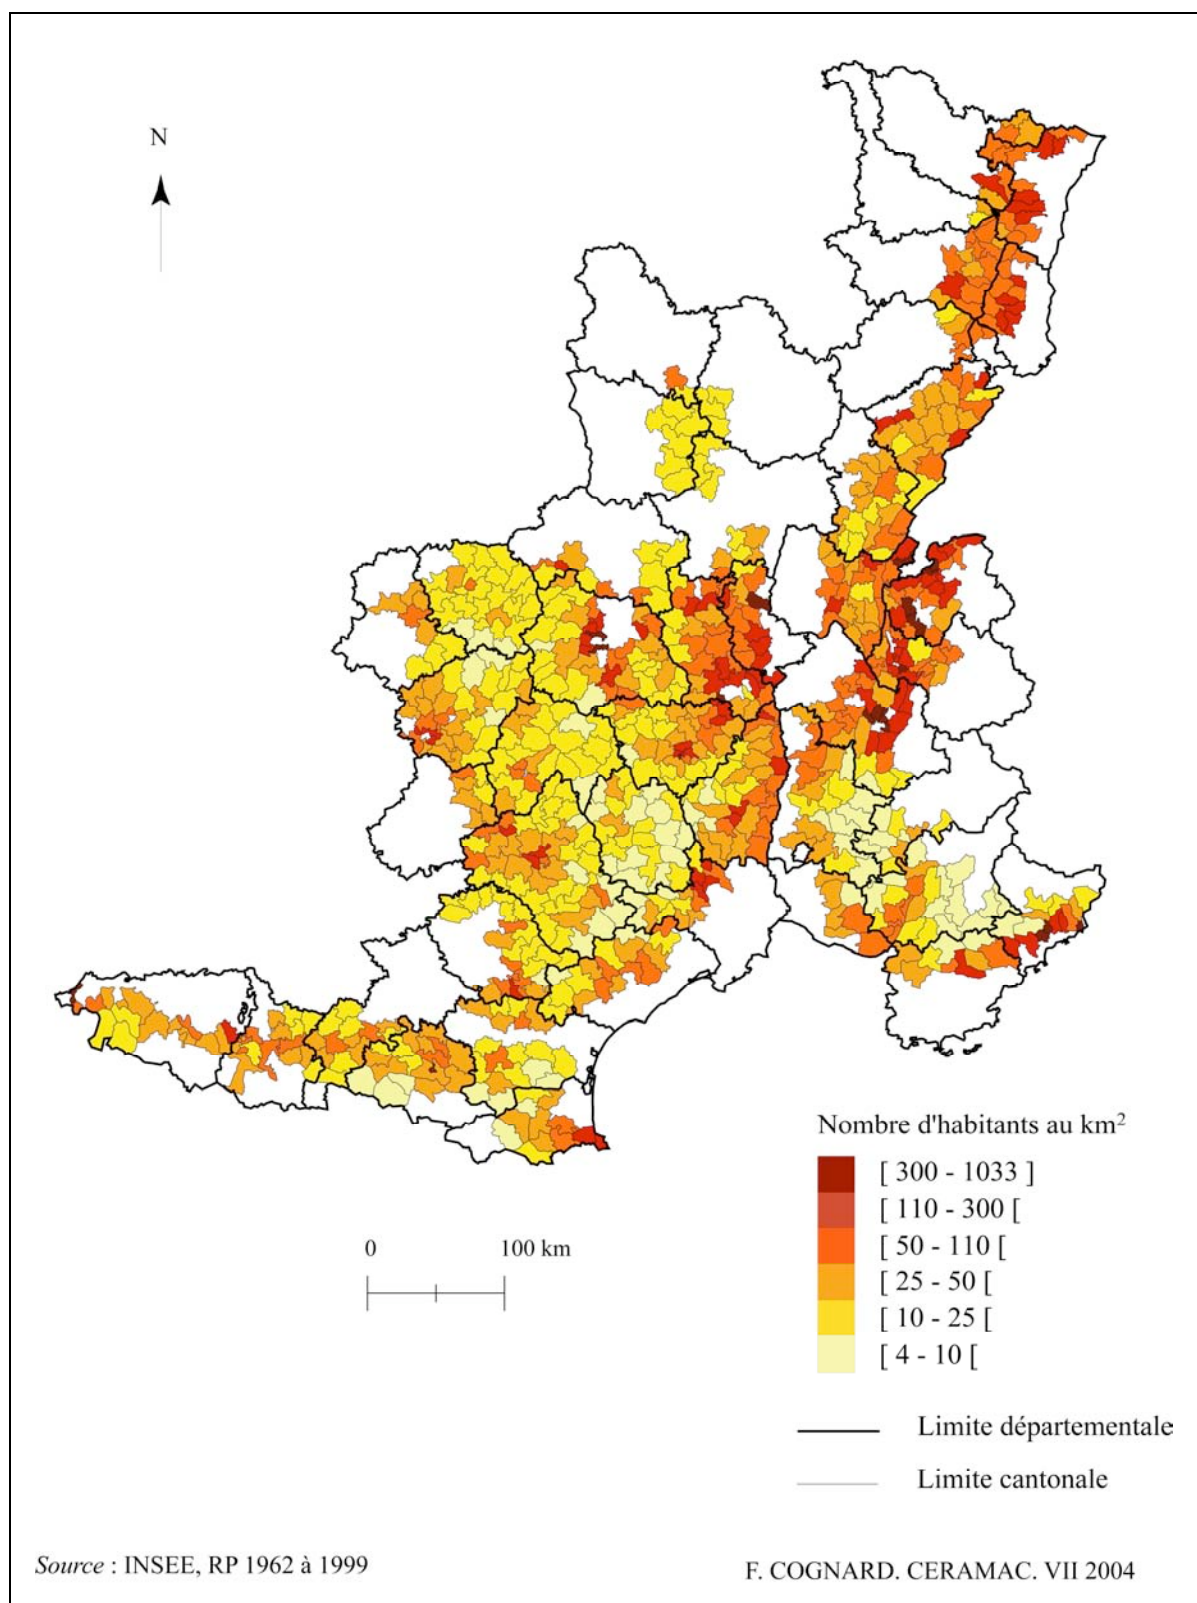 N
Nombre d'habitants au km²
[ 300 - 1033 ]
[ 110 - 300 [
[ 50 - 110 [
[ 25 - 50 [
[ 10 - 25 [
[ 4 - 10 [
0 100 km
Limite départementale
Limite cantonale
Source : INSEE, RP 1962 à 1999
F. COGNARD. CERAMAC. VII 2004